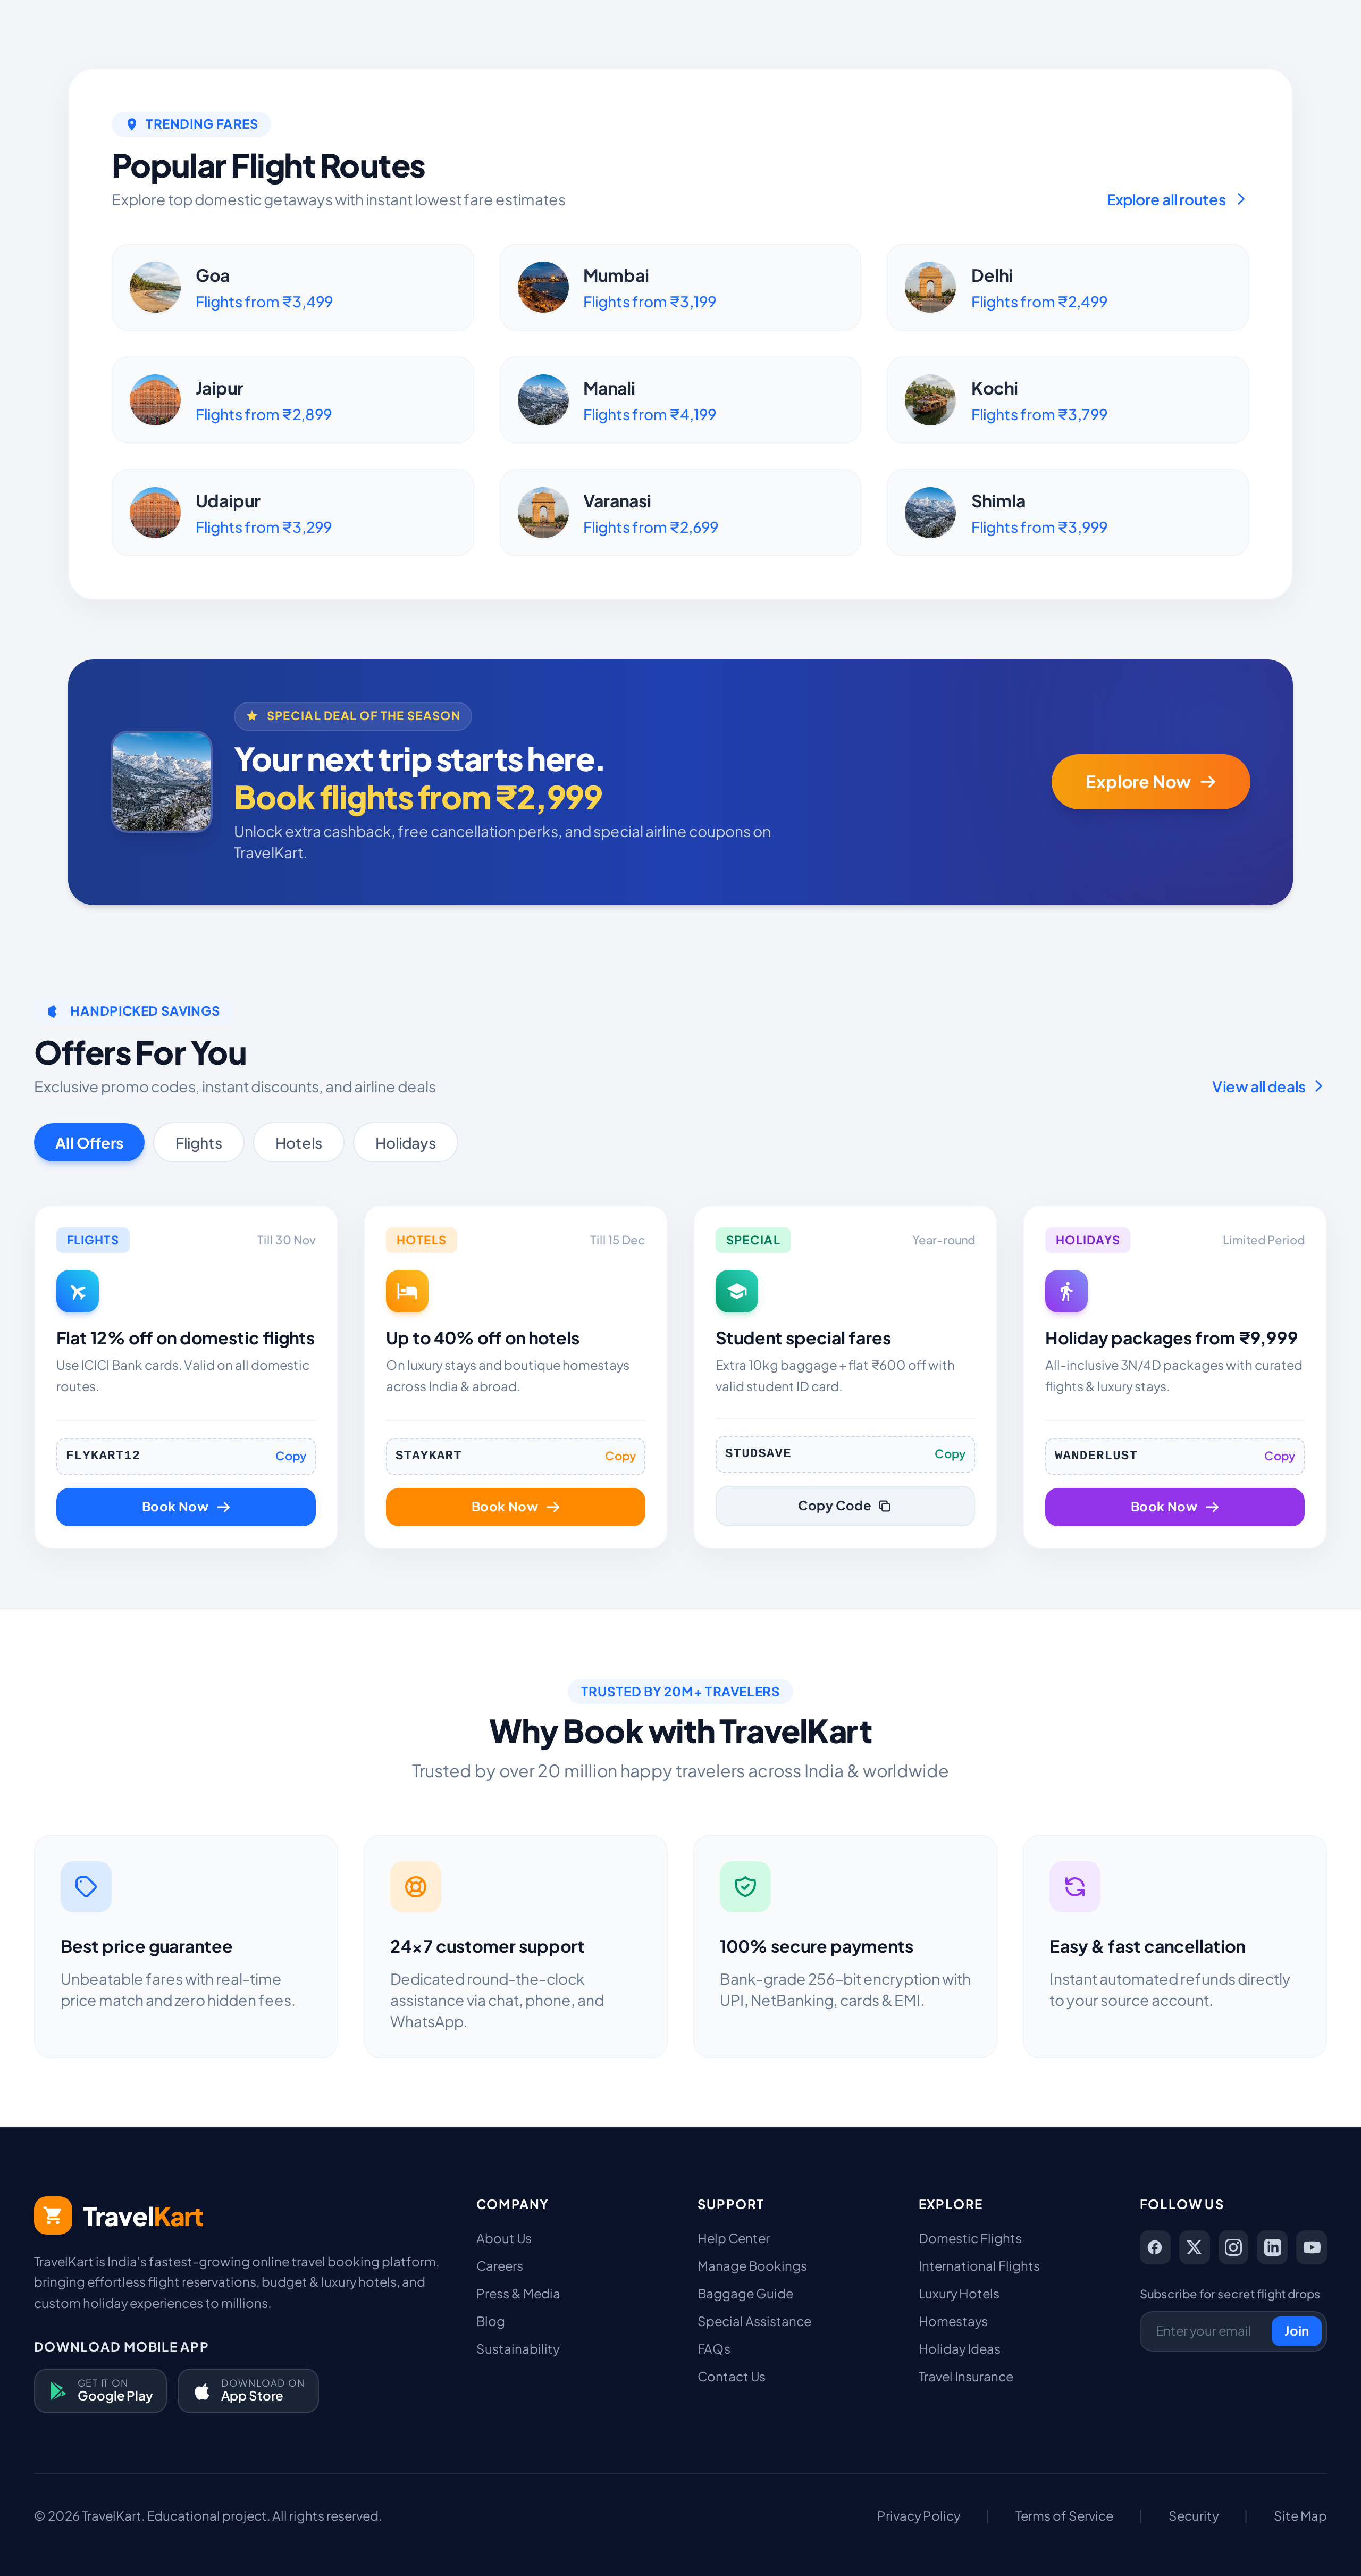 TRENDING FARES
Popular Flight Routes
Explore top domestic getaways with instant lowest fare estimates
Explore all routes
Goa
Flights from ₹3,499
Mumbai
Flights from ₹3,199
Delhi
Flights from ₹2,499
Jaipur
Flights from ₹2,899
Manali
Flights from ₹4,199
Kochi
Flights from ₹3,799
Udaipur
Flights from ₹3,299
Varanasi
Flights from ₹2,699
Shimla
Flights from ₹3,999
SPECIAL DEAL OF THE SEASON
Your next trip starts here.
Book flights from ₹2,999
Unlock extra cashback, free cancellation perks, and special airline coupons on
TravelKart.
Explore Now
HANDPICKED SAVINGS
Offers For You
Exclusive promo codes, instant discounts, and airline deals
View all deals
All Offers
Flights
Hotels
Holidays
FLIGHTS
Till 30 Nov
Flat 12% off on domestic flights
Use ICICI Bank cards. Valid on all domestic
routes.
FLYKART12
Copy
Book Now
HOTELS
Till 15 Dec
Up to 40% off on hotels
On luxury stays and boutique homestays
across India & abroad.
STAYKART
Copy
Book Now
SPECIAL
Year-round
Student special fares
Extra 10kg baggage + flat ₹600 off with
valid student ID card.
STUDSAVE
Copy
Copy Code
HOLIDAYS
Limited Period
Holiday packages from ₹9,999
All-inclusive 3N/4D packages with curated
flights & luxury stays.
WANDERLUST
Copy
Book Now
TRUSTED BY 20M+ TRAVELERS
Why Book with TravelKart
Trusted by over 20 million happy travelers across India & worldwide
Best price guarantee
Unbeatable fares with real-time
price match and zero hidden fees.
24×7 customer support
Dedicated round-the-clock
assistance via chat, phone, and
WhatsApp.
100% secure payments
Bank-grade 256-bit encryption with
UPI, NetBanking, cards & EMI.
Easy & fast cancellation
Instant automated refunds directly
to your source account.
TravelKart
TravelKart is India's fastest-growing online travel booking platform,
bringing effortless flight reservations, budget & luxury hotels, and
custom holiday experiences to millions.
DOWNLOAD MOBILE APP
GET IT ON
Google Play
DOWNLOAD ON
App Store
COMPANY
About Us
Careers
Press & Media
Blog
Sustainability
SUPPORT
Help Center
Manage Bookings
Baggage Guide
Special Assistance
FAQs
Contact Us
EXPLORE
Domestic Flights
International Flights
Luxury Hotels
Homestays
Holiday Ideas
Travel Insurance
FOLLOW US
Subscribe for secret flight drops
Enter your email
Join
© 2026 TravelKart. Educational project. All rights reserved.
Privacy Policy | Terms of Service | Security | Site Map